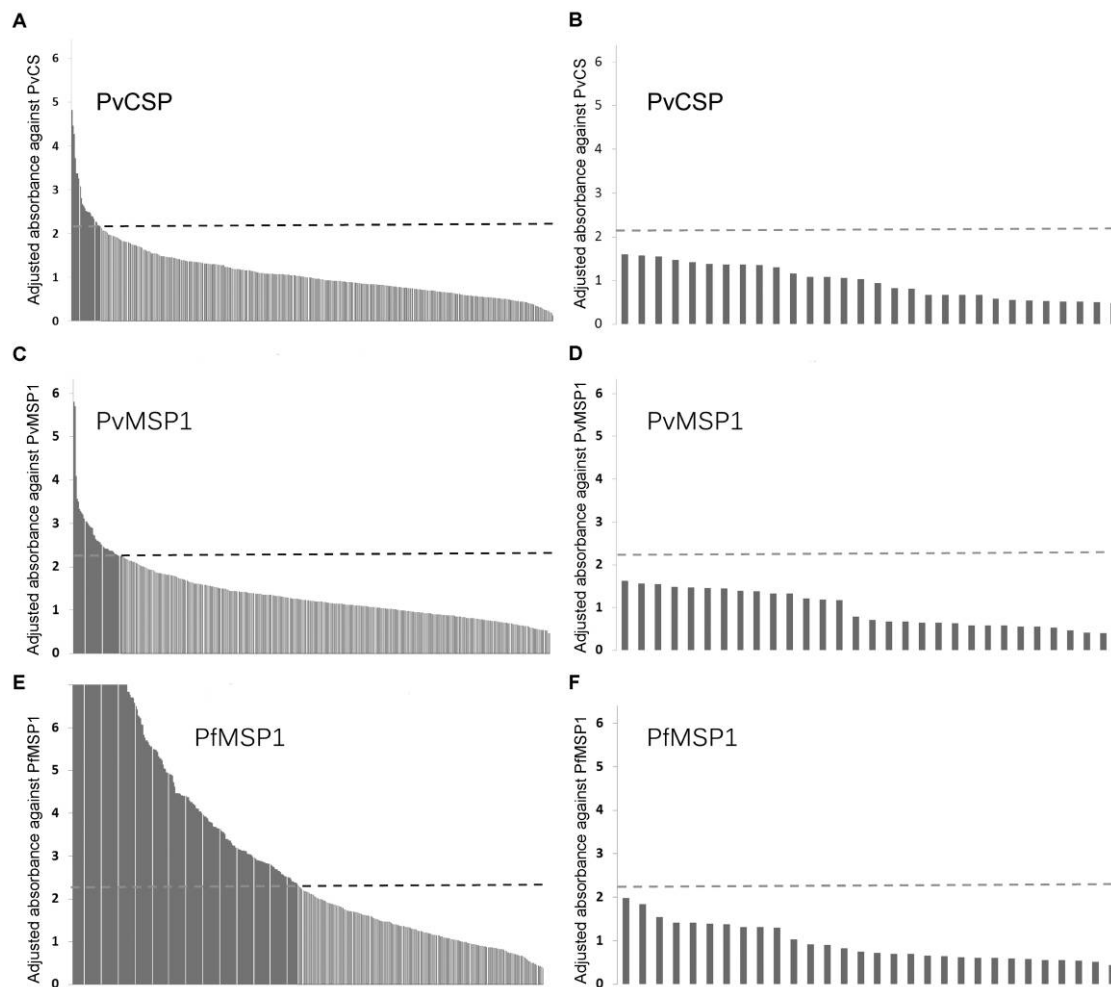 A
Adjusted absorbance against PvCS
6
5
4
3
2
1
0
PvCSP
B
Adjusted absorbance against PvCS
6
5
4
3
2
1
0
PvCSP
C
Adjusted absorbance against PvMSP1
6
5
4
3
2
1
0
PvMSP1
D
Adjusted absorbance against PvMSP1
6
5
4
3
2
1
0
PvMSP1
E
Adjusted absorbance against PfMSP1
6
5
4
3
2
1
0
PfMSP1
F
Adjusted absorbance against PfMSP1
6
5
4
3
2
1
0
PfMSP1